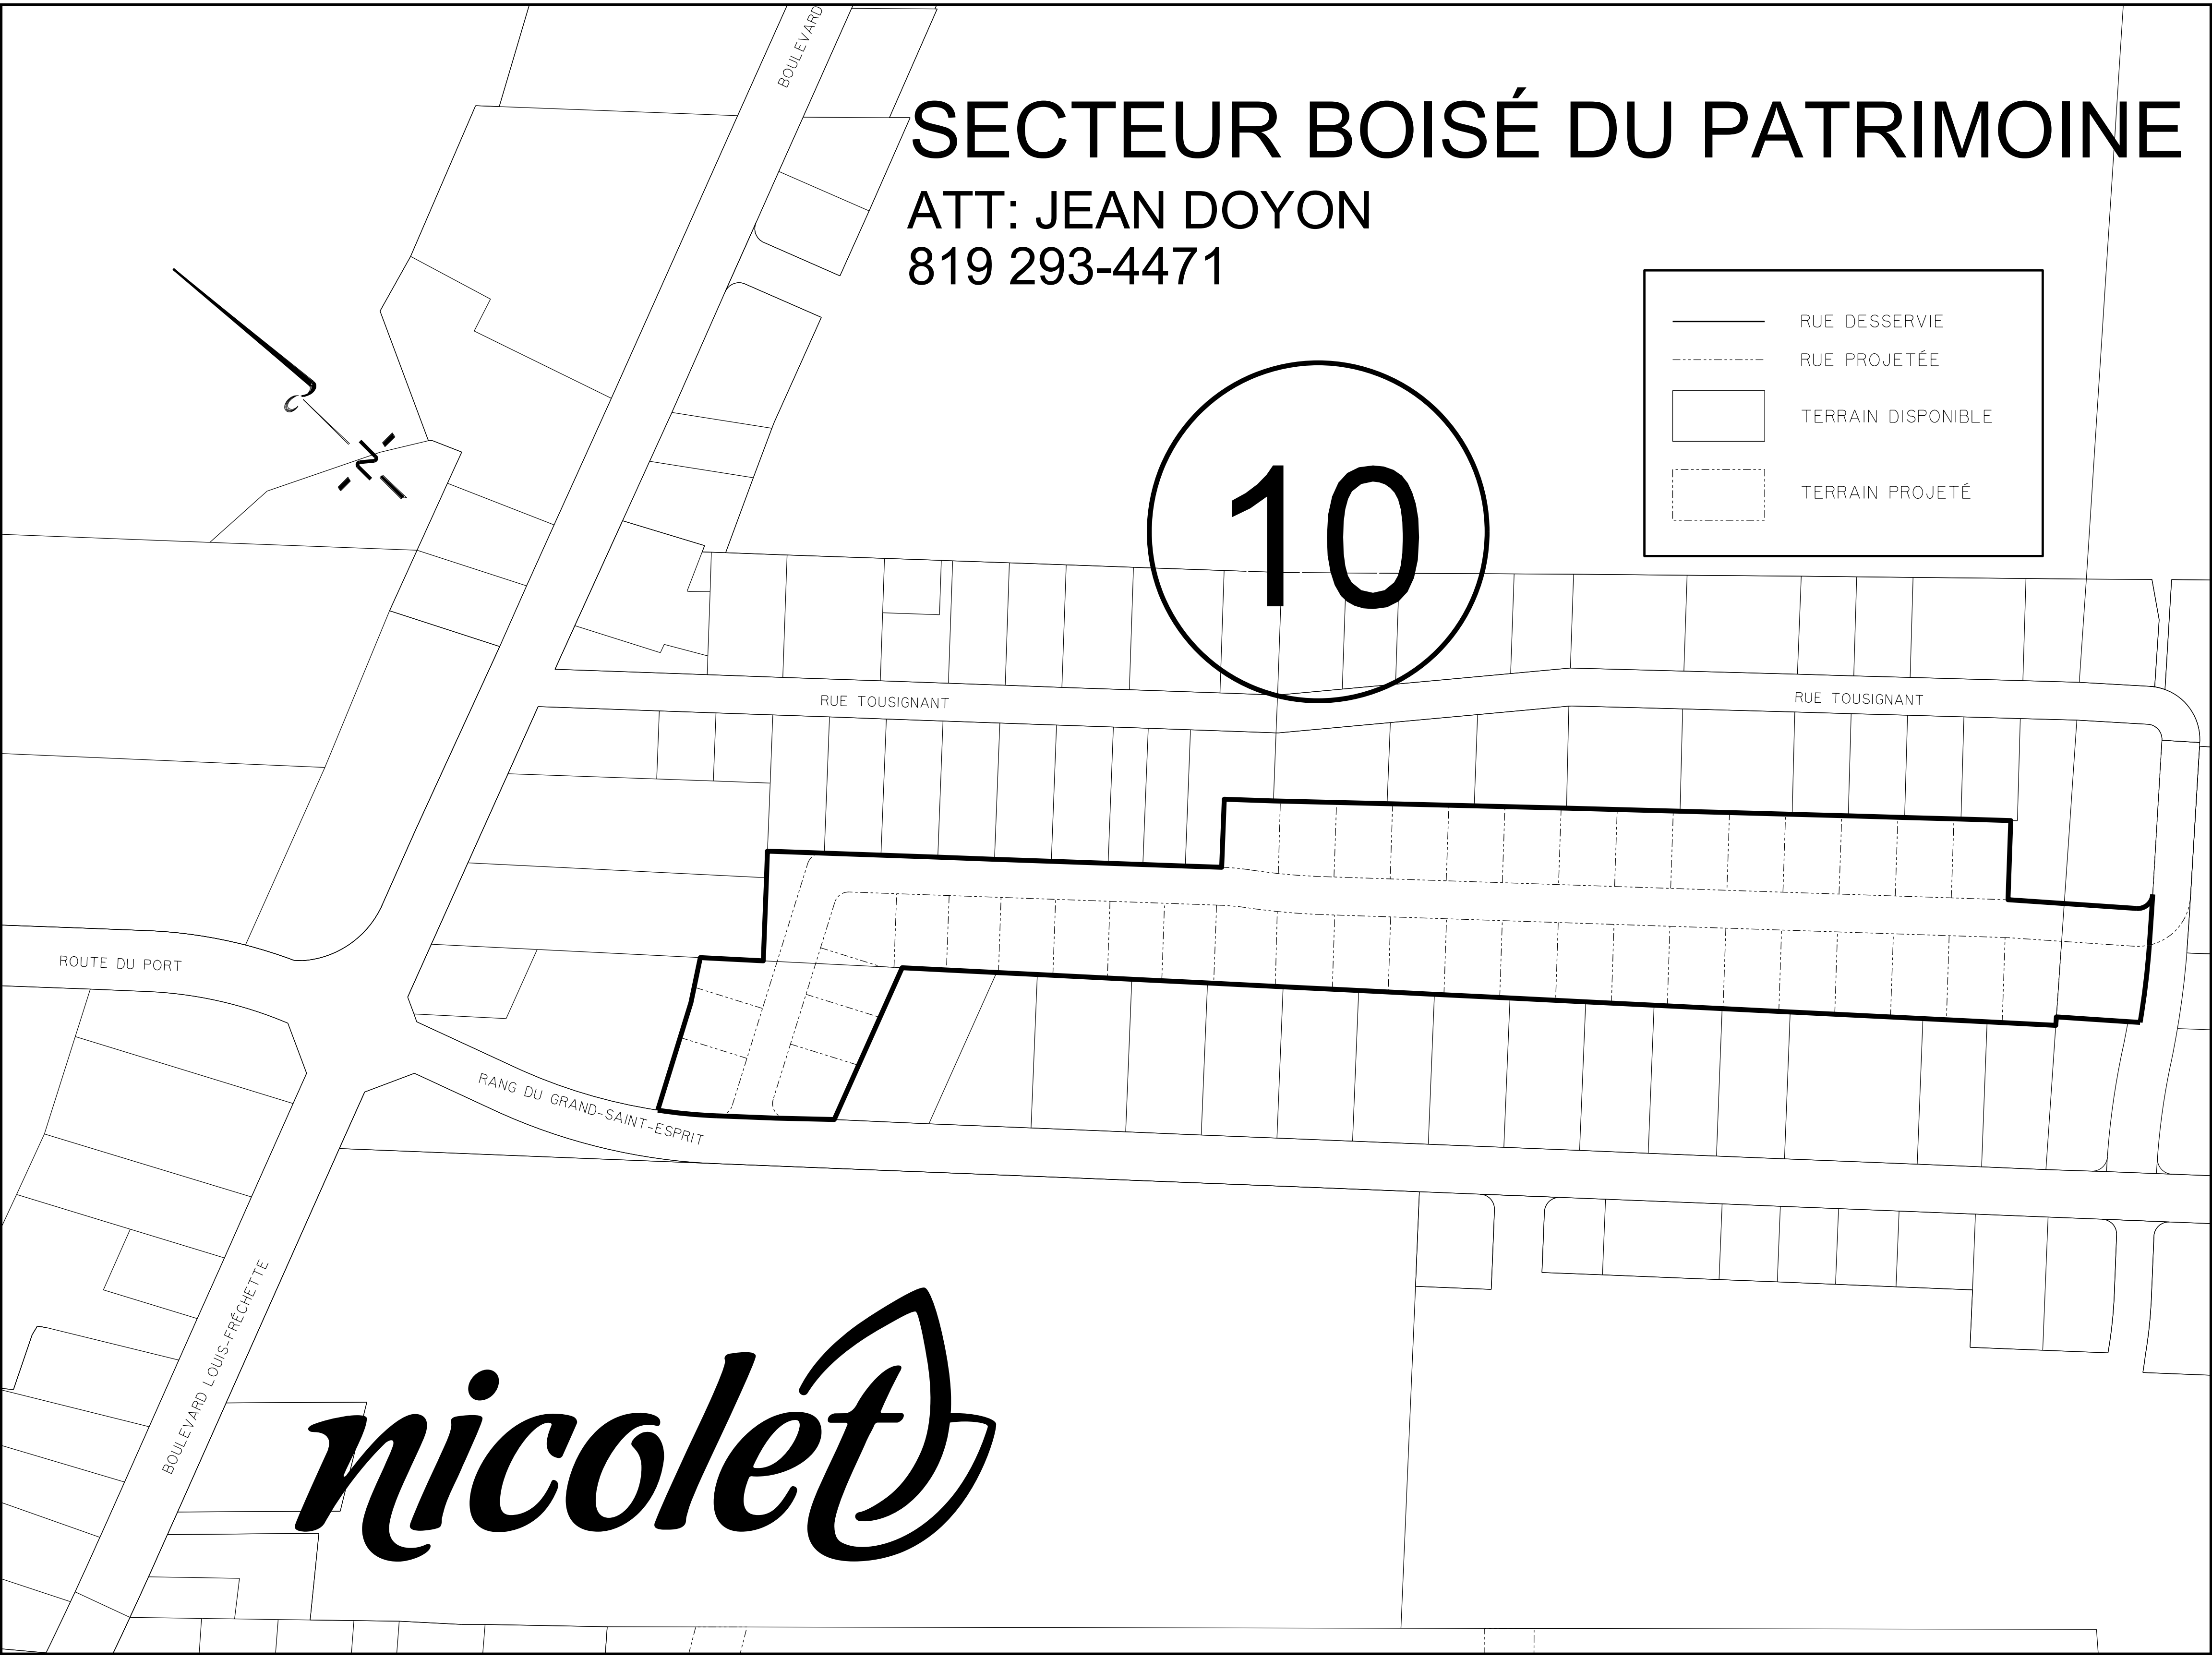 BOULEVARD
SECTEUR BOISÉ DU PATRIMOINE
ATT: JEAN DOYON
819 293-4471
RUE DESSERVIE
RUE PROJETÉE
TERRAIN DISPONIBLE
TERRAIN PROJETÉ
N
10
RUE TOUSIGNANT
RUE TOUSIGNANT
ROUTE DU PORT
RANG DU GRAND-SAINT-ESPRIT
BOULEVARD LOUIS-FRÉCHETTE
nicolet